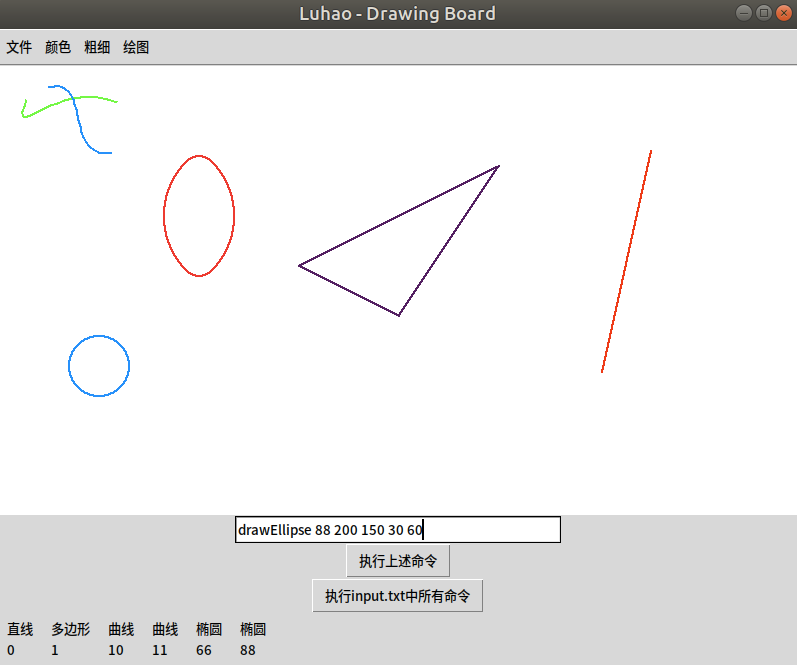 Luhao - Drawing Board
文件 颜色 粗细 绘图
drawEllipse 88 200 150 30 60
执行上述命令
执行input.txt中所有命令
直线 多边形 曲线 曲线 椭圆 椭圆
0 1 10 11 66 88